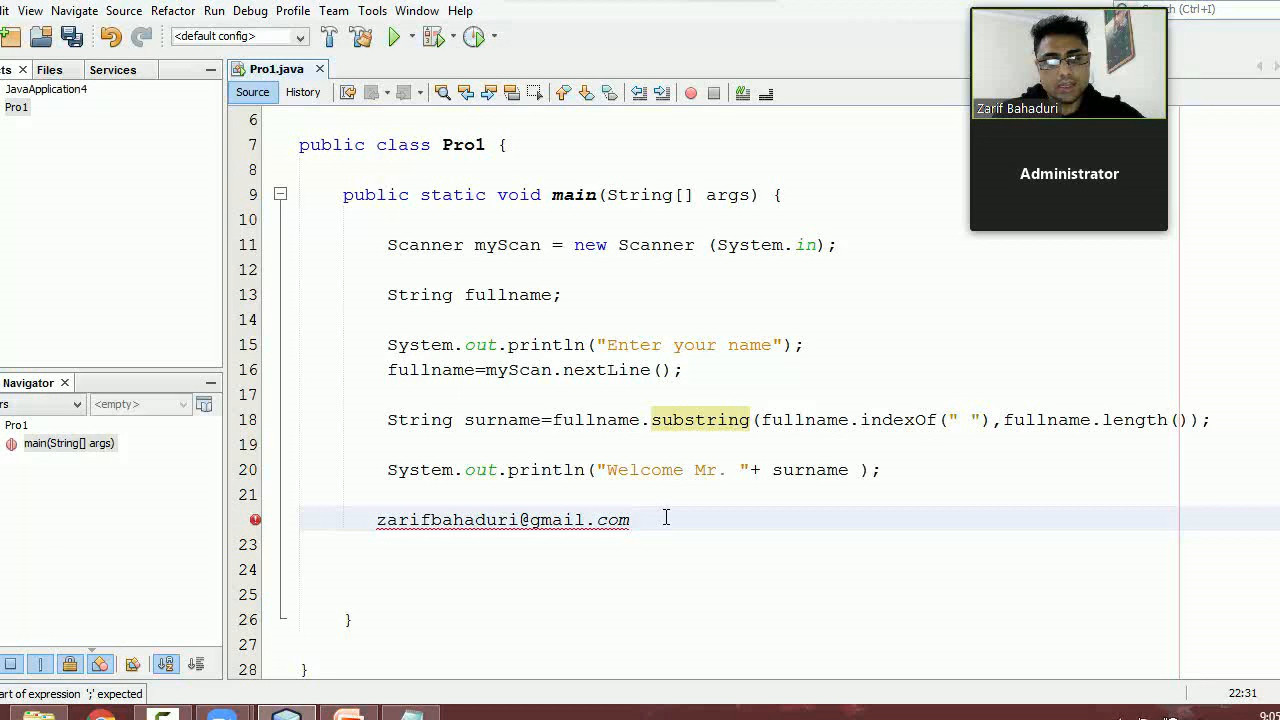 it View Navigate Source Refactor Run Debug Profile Team Tools Window Help
(Ctrl+I)
<default config>
cts Files Services
Pro1.java
Source History
JavaApplication4
Pro1
Zarif Bahaduri
Administrator
6
7 public class Pro1 {
8
9 public static void main(String[] args) {
10
11 Scanner myScan = new Scanner (System.in);
12
13 String fullname;
14
15 System.out.println("Enter your name");
16 fullname=myScan.nextLine();
17
18 String surname=fullname.substring(fullname.indexOf(" "),fullname.length());
19
20 System.out.println("Welcome Mr. "+ surname );
21
zarifbahaduri@gmail.com
23
24
25
26 }
27
28 }
Navigator
rs <empty>
Pro1
main(String[] args)
art of expression ';' expected
22:31